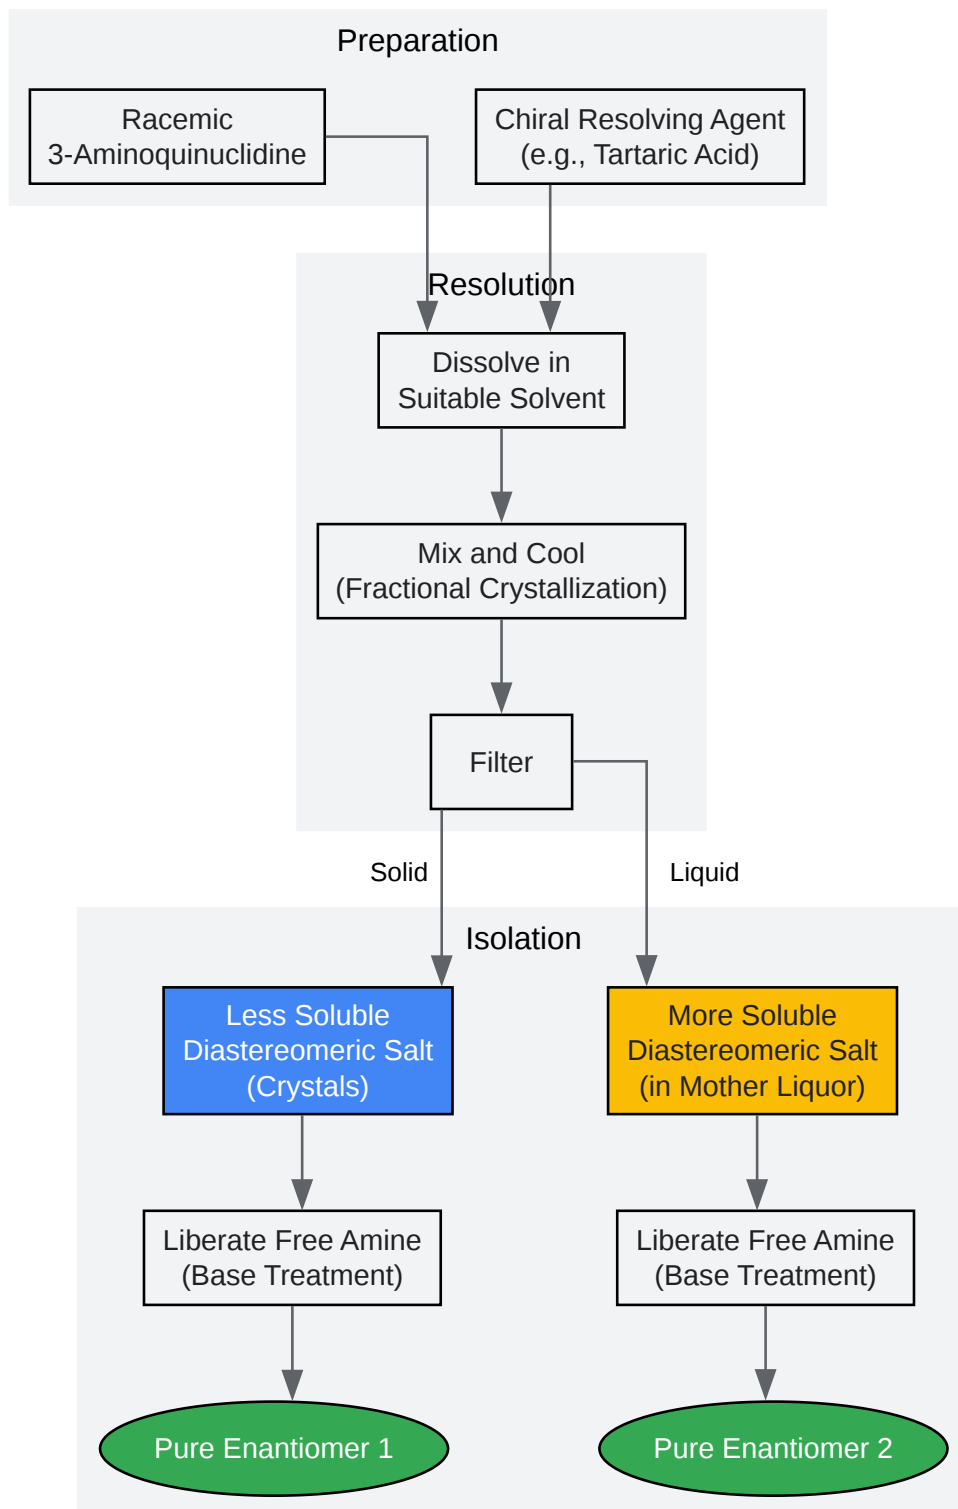 Preparation
Racemic
3-Aminoquinuclidine
Chiral Resolving Agent
(e.g., Tartaric Acid)
Resolution
Dissolve in
Suitable Solvent
Mix and Cool
(Fractional Crystallization)
Filter
Solid
Liquid
Isolation
Less Soluble
Diastereomeric Salt
(Crystals)
More Soluble
Diastereomeric Salt
(in Mother Liquor)
Liberate Free Amine
(Base Treatment)
Liberate Free Amine
(Base Treatment)
Pure Enantiomer 1
Pure Enantiomer 2